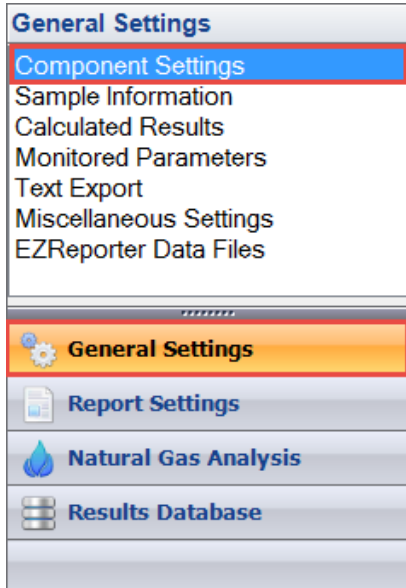 General Settings
Component Settings
Sample Information
Calculated Results
Monitored Parameters
Text Export
Miscellaneous Settings
EZReporter Data Files
General Settings
Report Settings
Natural Gas Analysis
Results Database